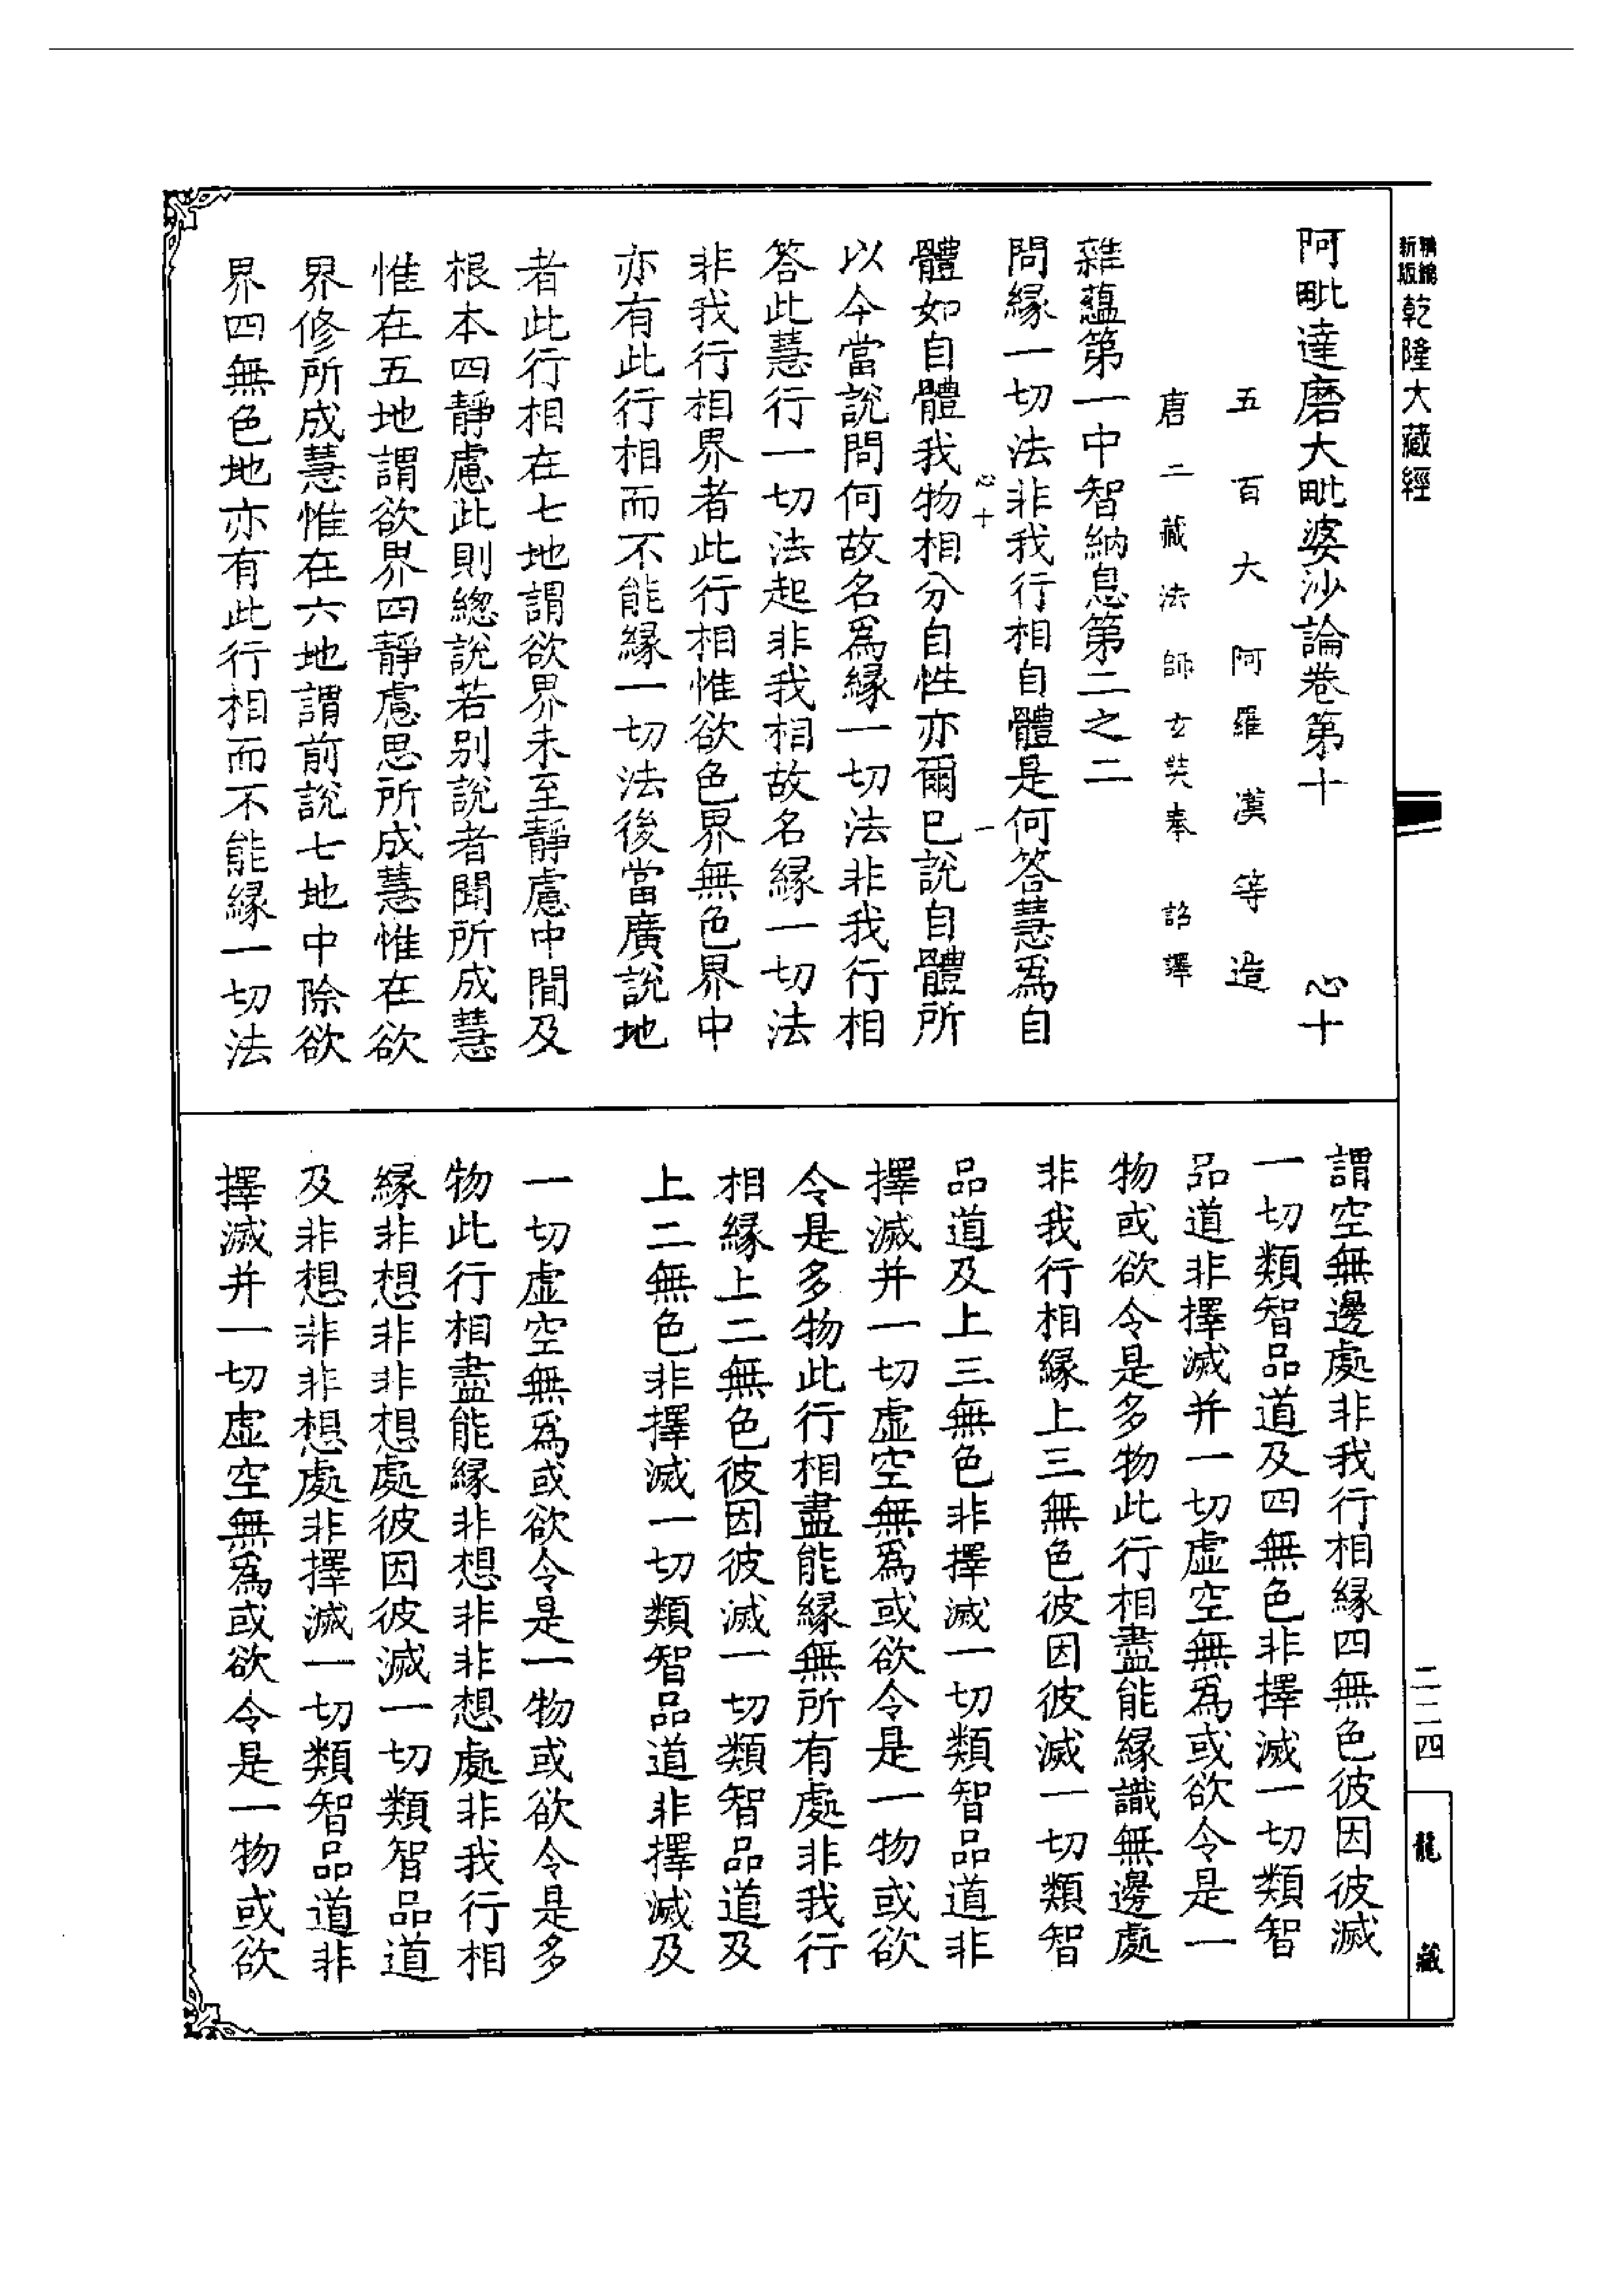 新版
精縮
乾隆大藏經
阿毗達磨大毗婆沙論卷第十 心十
五百大阿羅漢等造
唐三藏法師玄奘奉 詔譯
雜蘊第一中智納息第二之二
問緣一切法非我行相自體是何答慧爲自
心十 一
體如自體我物相分自性亦爾已說自體所
以今當說問何故名爲緣一切法非我行相
答此慧行一切法起非我相故名緣一切法
非我行相界者此行相惟欲色界無色界中
亦有此行相而不能緣一切法後當廣說地
者此行相在七地謂欲界未至靜慮中間及
根本四靜慮此則總說若別說者聞所成慧
惟在五地謂欲界四靜慮思所成慧惟在欲
界修所成慧惟在六地謂前說七地中除欲
界四無色地亦有此行相而不能緣一切法
謂空無邊處非我行相緣四無色彼因彼滅
一切類智品道及四無色非擇滅一切類智
品道非擇滅并一切虛空無爲或欲令是一
物或欲令是多物此行相盡能緣識無邊處
非我行相緣上三無色彼因彼滅一切類智
品道及上三無色非擇滅一切類智品道非
擇滅并一切虛空無爲或欲令是一物或欲
令是多物此行相盡能緣無所有處非我行
相緣上二無色彼因彼滅一切類智品道及
上二無色非擇滅一切類智品道非擇滅及
一切虛空無爲或欲令是一物或欲令是多
物此行相盡能緣非想非非想處非我行相
緣非想非非想處彼因彼滅一切類智品道
及非想非非想處非擇滅一切類智品道非
擇滅并一切虛空無爲或欲令是一物或欲
二二四
龍藏